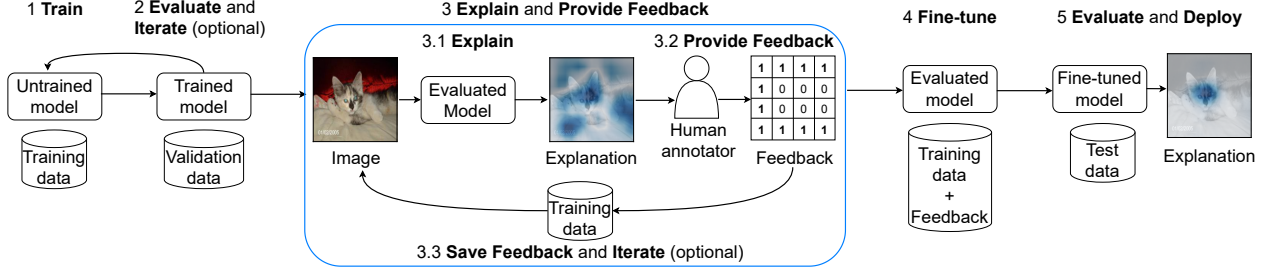 1 Train
2 Evaluate and
Iterate (optional)
3 Explain and Provide Feedback
4 Fine-tune
5 Evaluate and Deploy
3.1 Explain
3.2 Provide Feedback
Untrained
model
Trained
model
Evaluated
Model
1 1 1 1
1 0 0 0
1 0 0 0
1 1 1 1
Evaluated
model
Fine-tuned
model
Training
data
Validation
data
Image
Explanation
Human
annotator
Feedback
Training
data
+
Feedback
Test
data
Explanation
Training
data
3.3 Save Feedback and Iterate (optional)